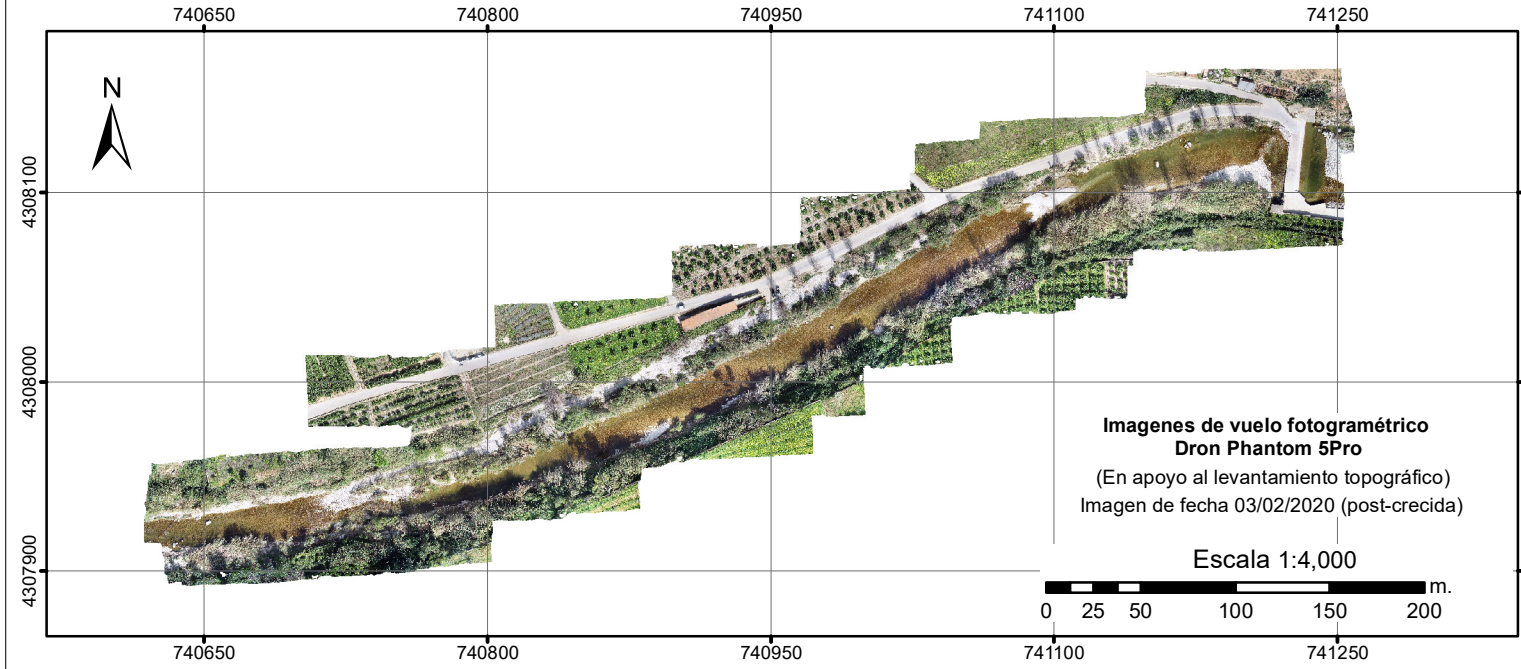 740650 740800 740950 741100 741250
N
4308100
4308000
4307900
Imagenes de vuelo fotogramétrico
Dron Phantom 5Pro
(En apoyo al levantamiento topográfico)
Imagen de fecha 03/02/2020 (post-crecida)
Escala 1:4,000
m.
0 25 50 100 150 200
740650 740800 740950 741100 741250